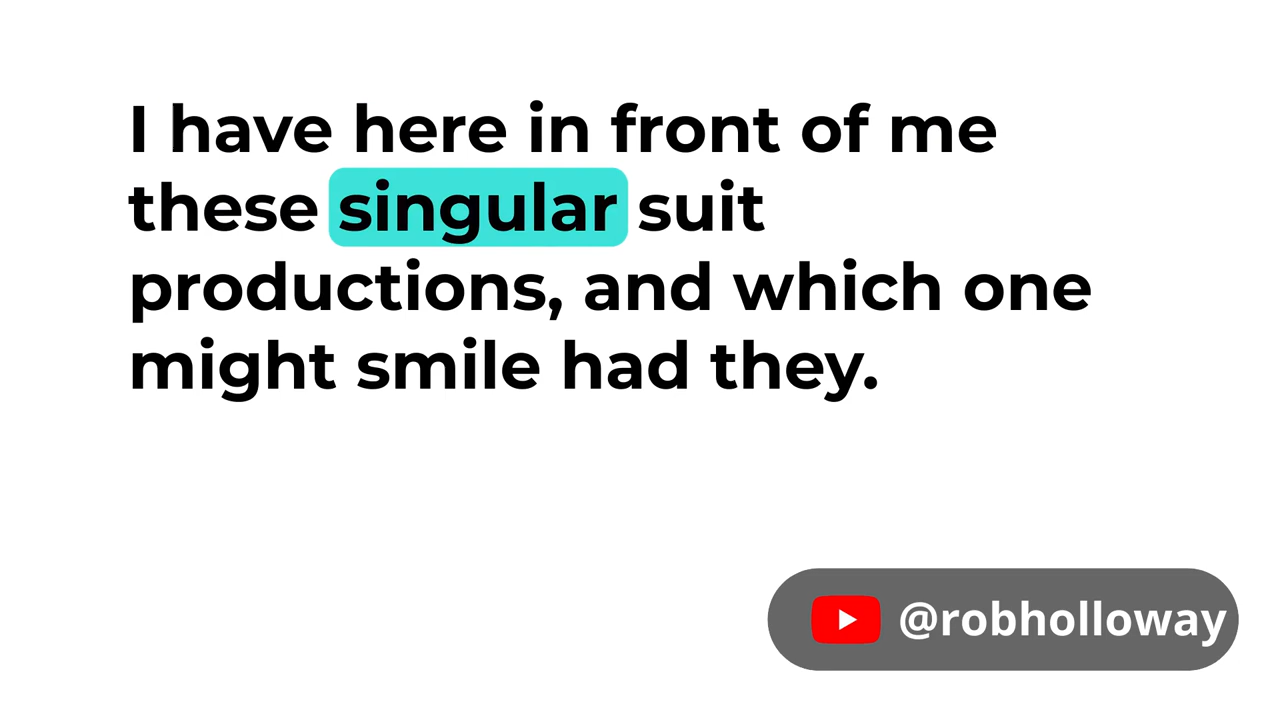 I have here in front of me
these singular suit
productions, and which one
might smile had they.
@robholloway